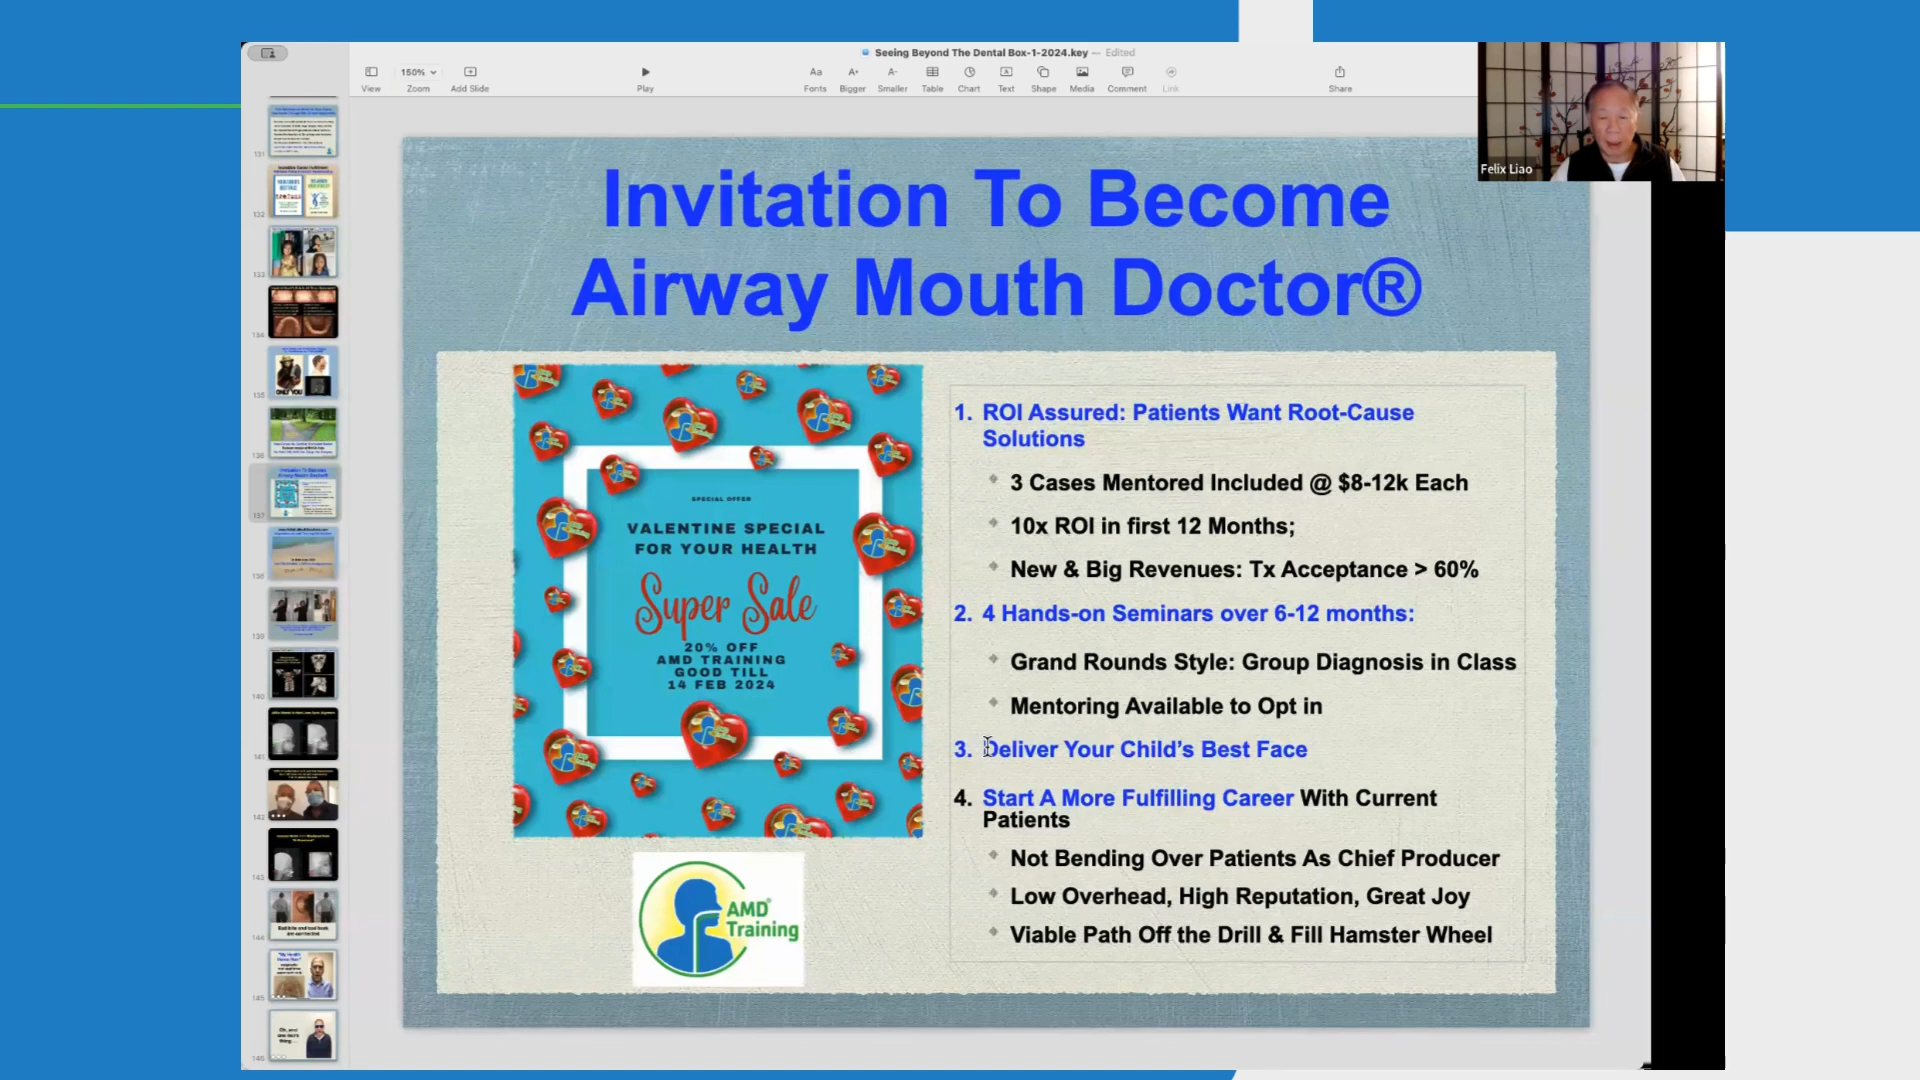 Seeing Beyond The Dental Box-1-2024.key — Edited
150%
View
Zoom
Add Slide
Play
Fonts
Bigger
Smaller
Table
Chart
Text
Shape
Media
Comment
Link
Share
Felix Liao
Invitation To Become
Airway Mouth Doctor®
SPECIAL OFFER
VALENTINE SPECIAL
FOR YOUR HEALTH
Super Sale
20% OFF
AMD TRAINING
GOOD TILL
14 FEB 2024
AMD®
Training
1. ROI Assured: Patients Want Root-Cause
Solutions
3 Cases Mentored Included @ $8-12k Each
10x ROI in first 12 Months;
New & Big Revenues: Tx Acceptance > 60%
2. 4 Hands-on Seminars over 6-12 months:
Grand Rounds Style: Group Diagnosis in Class
Mentoring Available to Opt in
3. Deliver Your Child's Best Face
4. Start A More Fulfilling Career With Current
Patients
Not Bending Over Patients As Chief Producer
Low Overhead, High Reputation, Great Joy
Viable Path Off the Drill & Fill Hamster Wheel